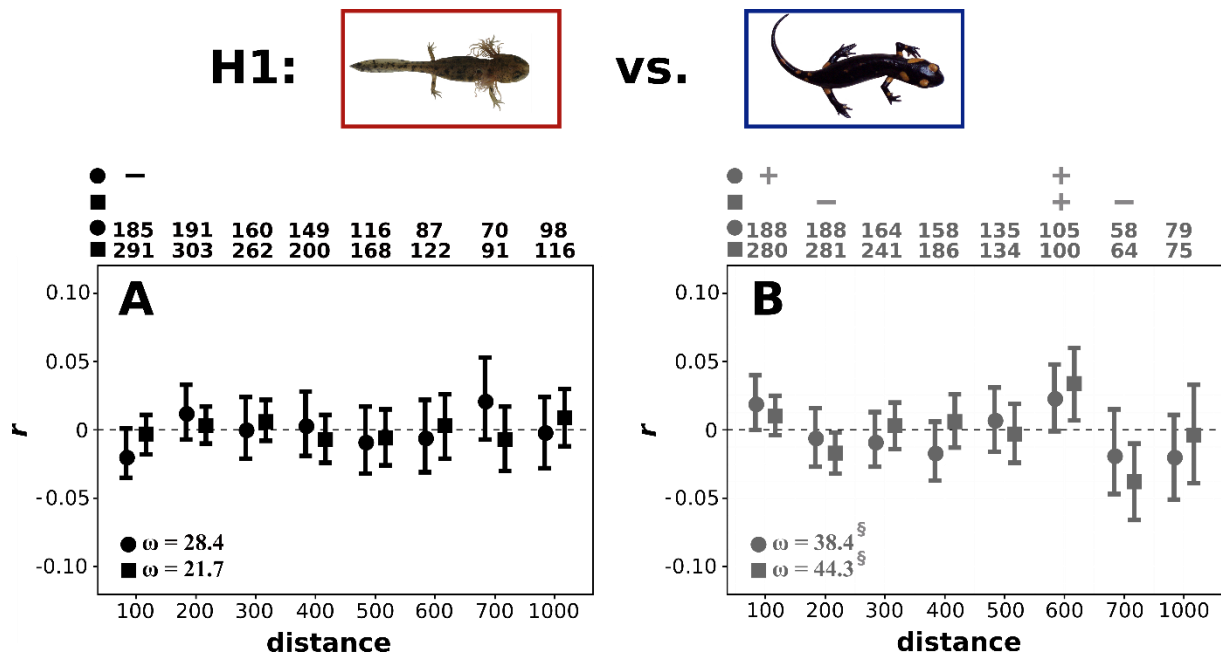 H1: vs.
● −
■
● 185 191 160 149 116 87 70 98
■ 291 303 262 200 168 122 91 116
A
0.10
0.05
0
-0.05
-0.10
r
● ω = 28.4
■ ω = 21.7
100 200 300 400 500 600 700 1000
distance
● + +
■ − + −
● 188 188 164 158 135 105 58 79
■ 280 281 241 186 134 100 64 75
B
0.10
0.05
0
-0.05
-0.10
r
● ω = 38.4§
■ ω = 44.3§
100 200 300 400 500 600 700 1000
distance